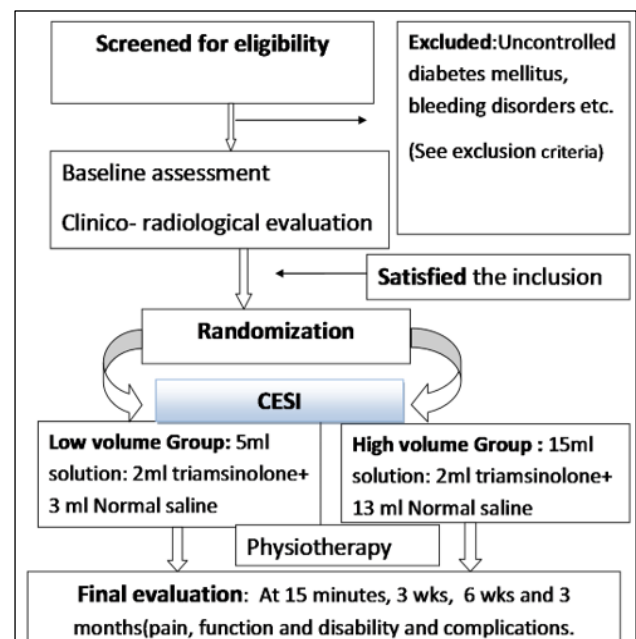 Screened for eligibility
Excluded:Uncontrolled
diabetes mellitus,
bleeding disorders etc.
(See exclusion criteria)
Baseline assessment
Clinico- radiological evaluation
Satisfied the inclusion
Randomization
CESI
Low volume Group: 5ml
solution: 2ml triamsinolone+
3 ml Normal saline
High volume Group : 15ml
solution: 2ml triamsinolone+
13 ml Normal saline
Physiotherapy
Final evaluation: At 15 minutes, 3 wks, 6 wks and 3
months(pain, function and disability and complications.